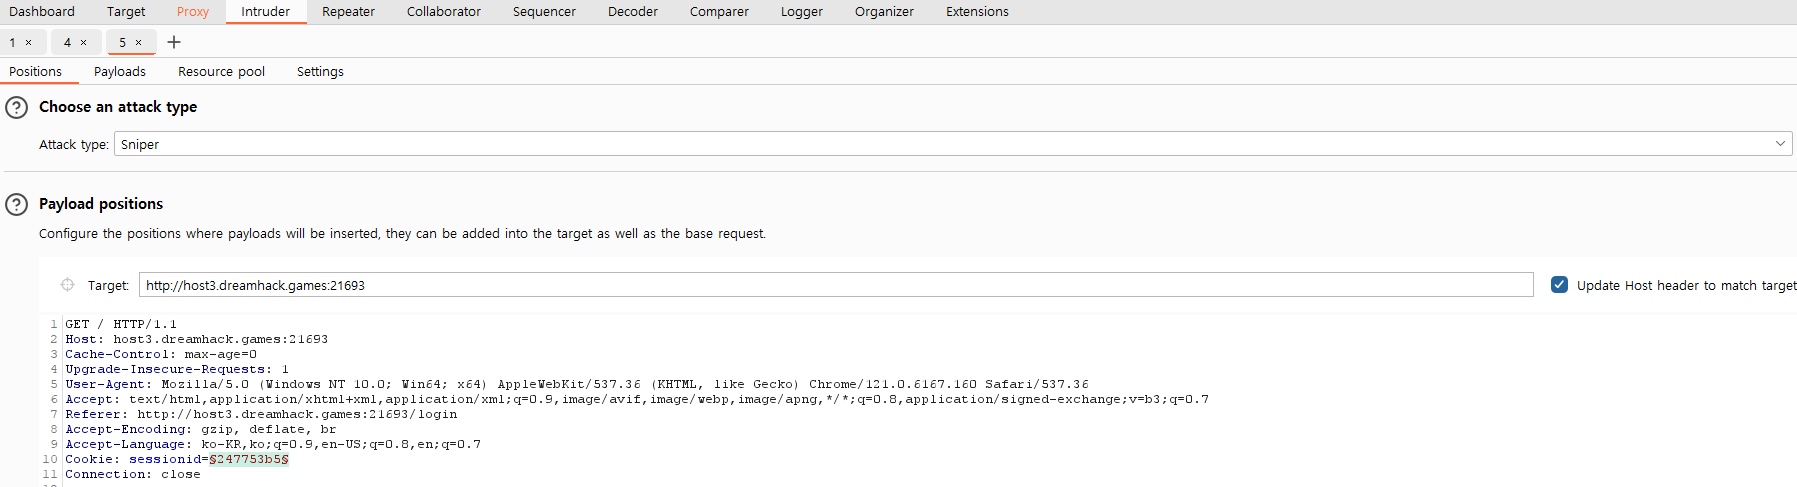 Dashboard Target Proxy Intruder Repeater Collaborator Sequencer Decoder Comparer Logger Organizer Extensions
1 × 4 × 5 × +
Positions Payloads Resource pool Settings
? Choose an attack type
Attack type: Sniper
? Payload positions
Configure the positions where payloads will be inserted, they can be added into the target as well as the base request.
Target: http://host3.dreamhack.games:21693 Update Host header to match target
1 GET / HTTP/1.1
2 Host: host3.dreamhack.games:21693
3 Cache-Control: max-age=0
4 Upgrade-Insecure-Requests: 1
5 User-Agent: Mozilla/5.0 (Windows NT 10.0; Win64; x64) AppleWebKit/537.36 (KHTML, like Gecko) Chrome/121.0.6167.160 Safari/537.36
6 Accept: text/html,application/xhtml+xml,application/xml;q=0.9,image/avif,image/webp,image/apng,*/*;q=0.8,application/signed-exchange;v=b3;q=0.7
7 Referer: http://host3.dreamhack.games:21693/login
8 Accept-Encoding: gzip, deflate, br
9 Accept-Language: ko-KR,ko;q=0.9,en-US;q=0.8,en;q=0.7
10 Cookie: sessionid=§247753b5§
11 Connection: close